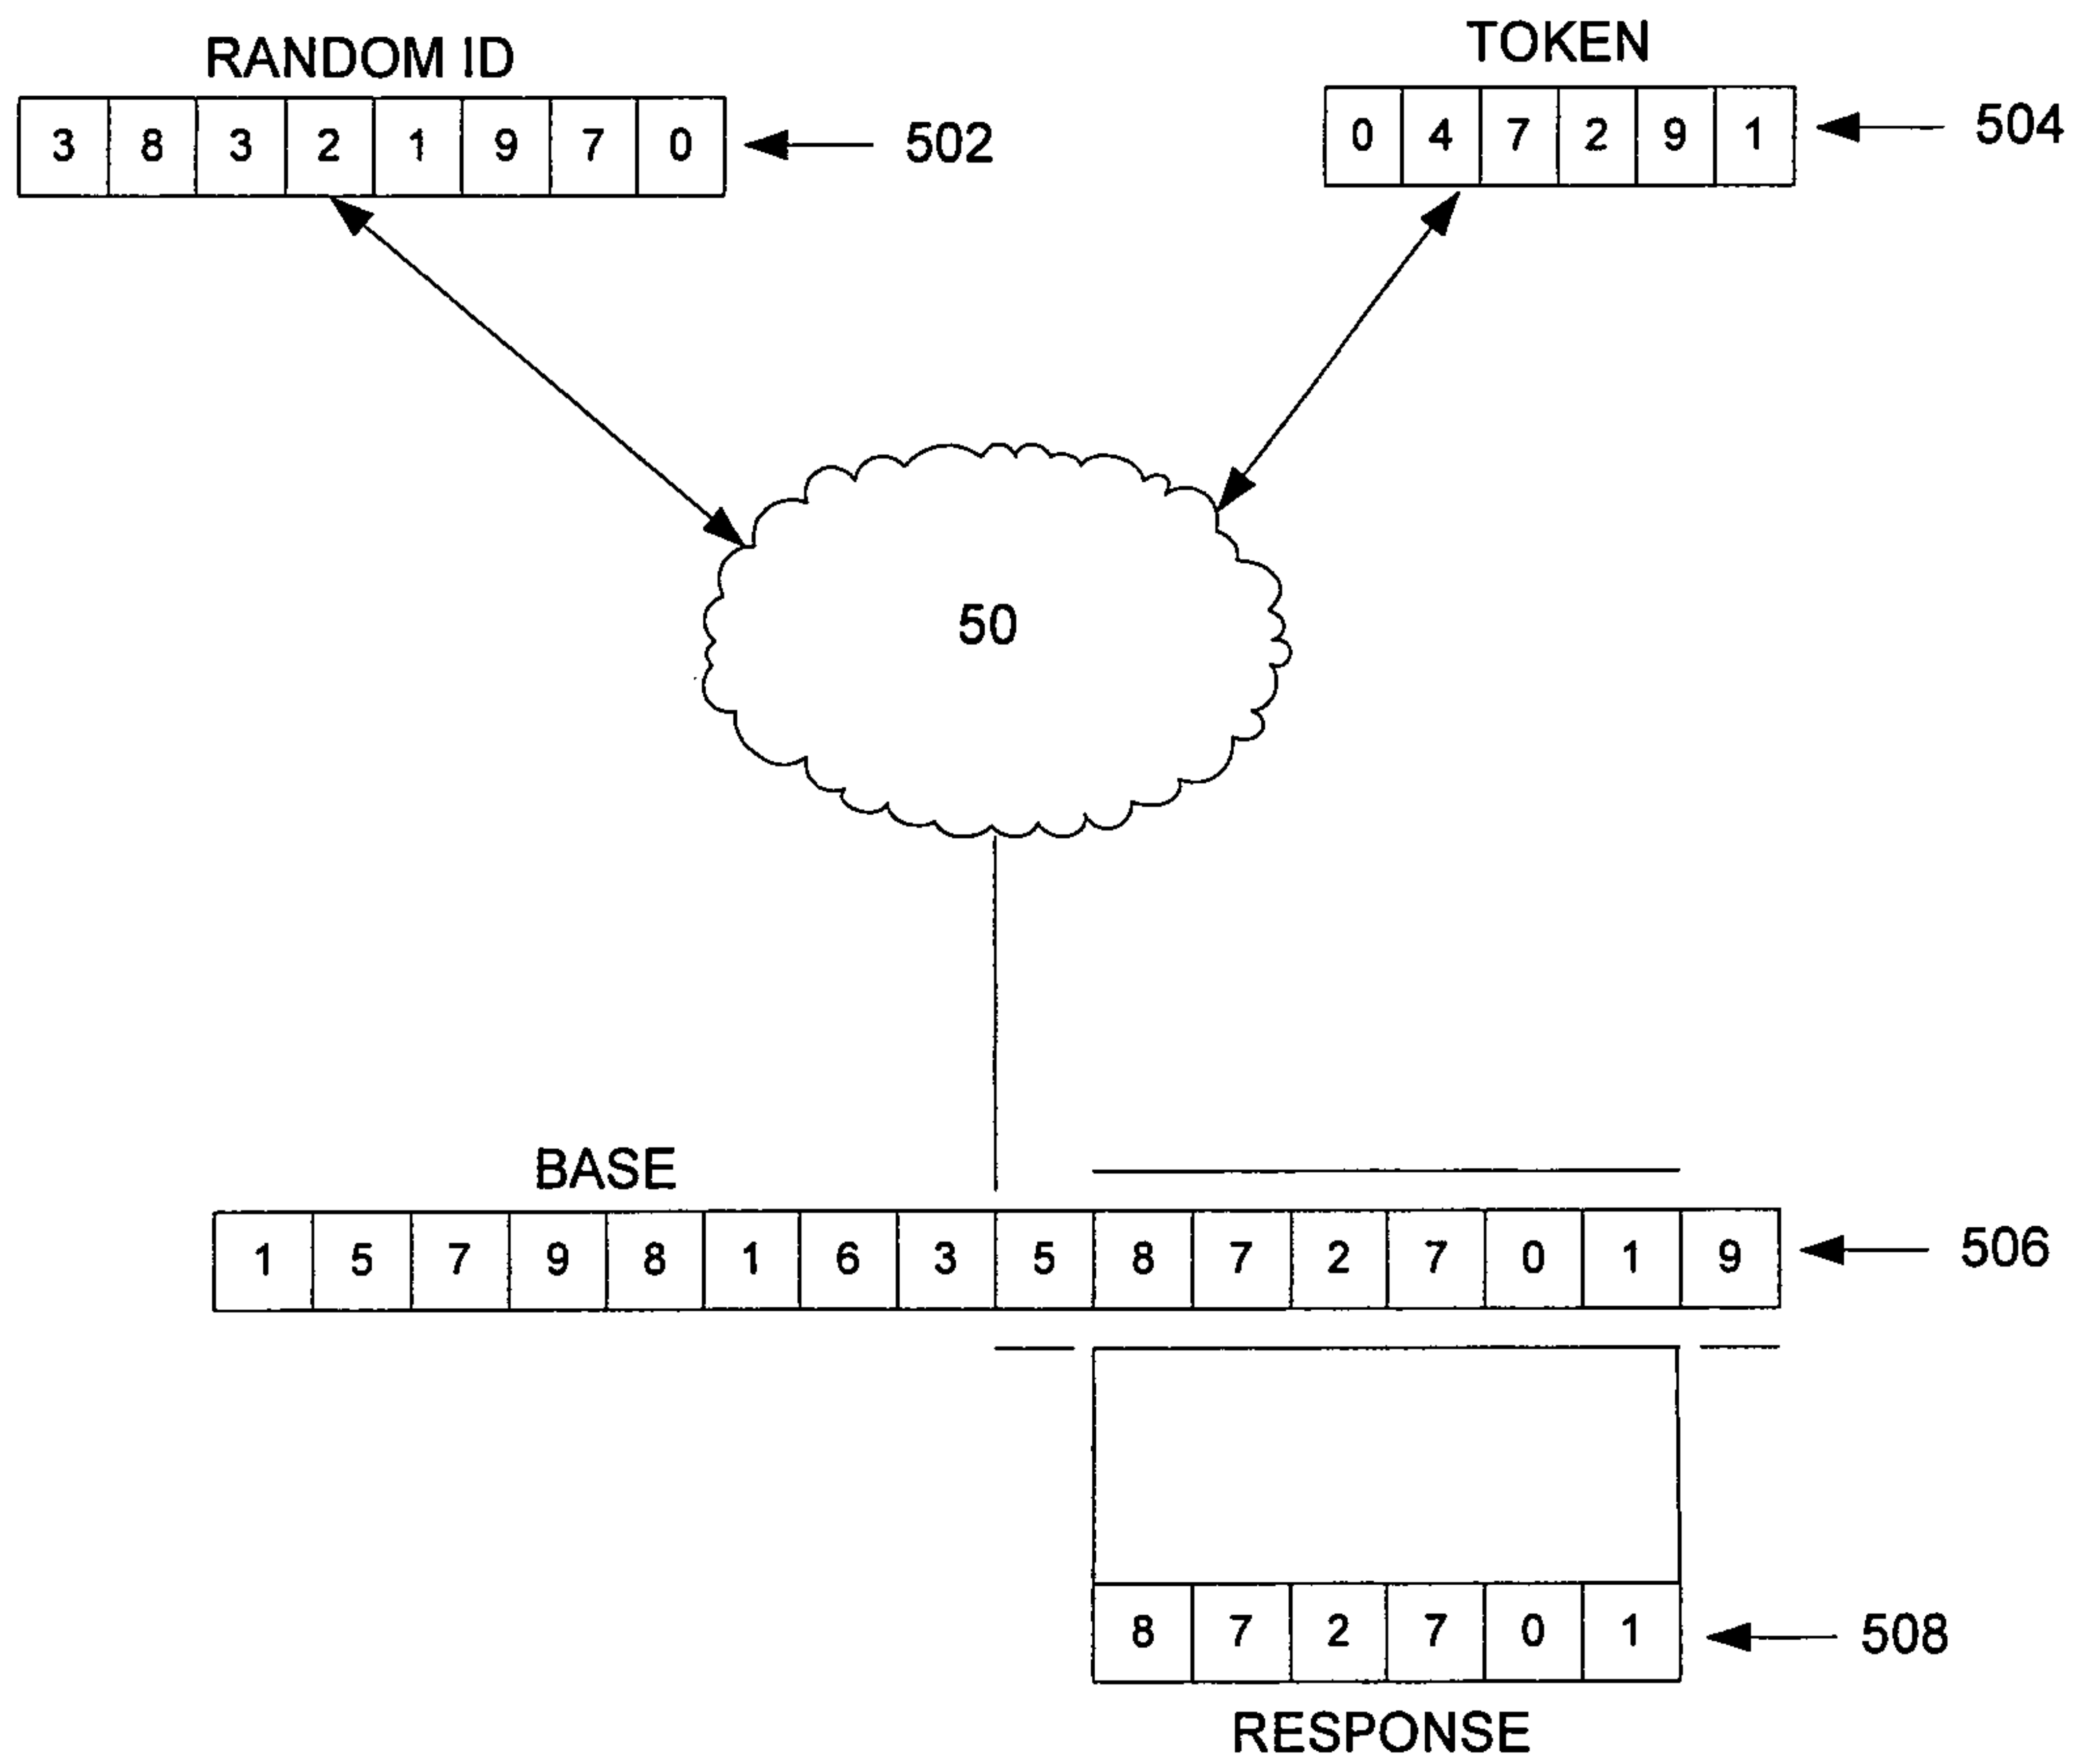 RANDOM ID
3 8 3 2 1 9 7 0 502
TOKEN
0 4 7 2 9 1 504
50
BASE
1 5 7 9 8 1 6 3 5 8 7 2 7 0 1 9 506
8 7 2 7 0 1 508
RESPONSE